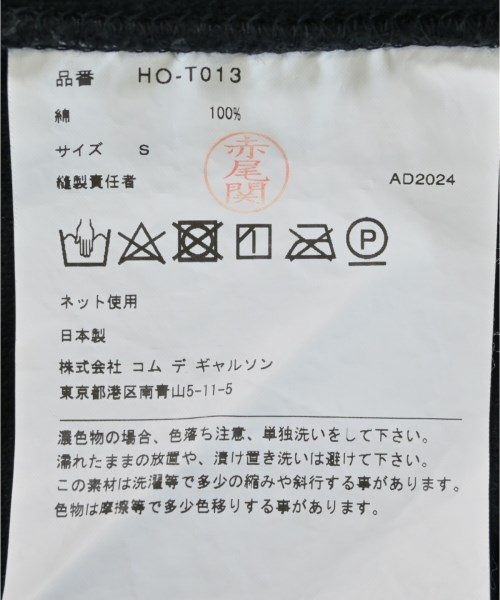 品番 HO-T013
綿 100%
サイズ S
赤尾関
縫製責任者 AD2024
P
ネット使用
日本製
株式会社 コム デ ギャルソン
東京都港区南青山5-11-5
濃色物の場合、色落ち注意、単独洗いをして下さい。
濡れたままの放置や、漬け置き洗いは避けて下さい。
この素材は洗濯等で多少の縮みや斜行する事があります。
色物は摩擦等で多少色移りする事があります。